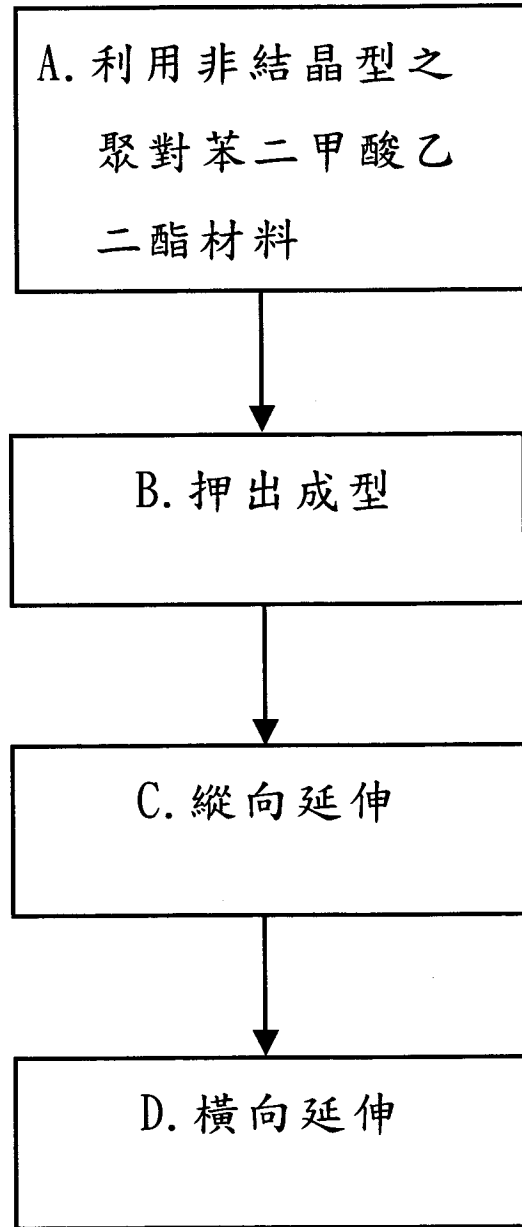 A. 利用非結晶型之
聚對苯二甲酸乙
二酯材料
B. 押出成型
C. 縱向延伸
D. 橫向延伸